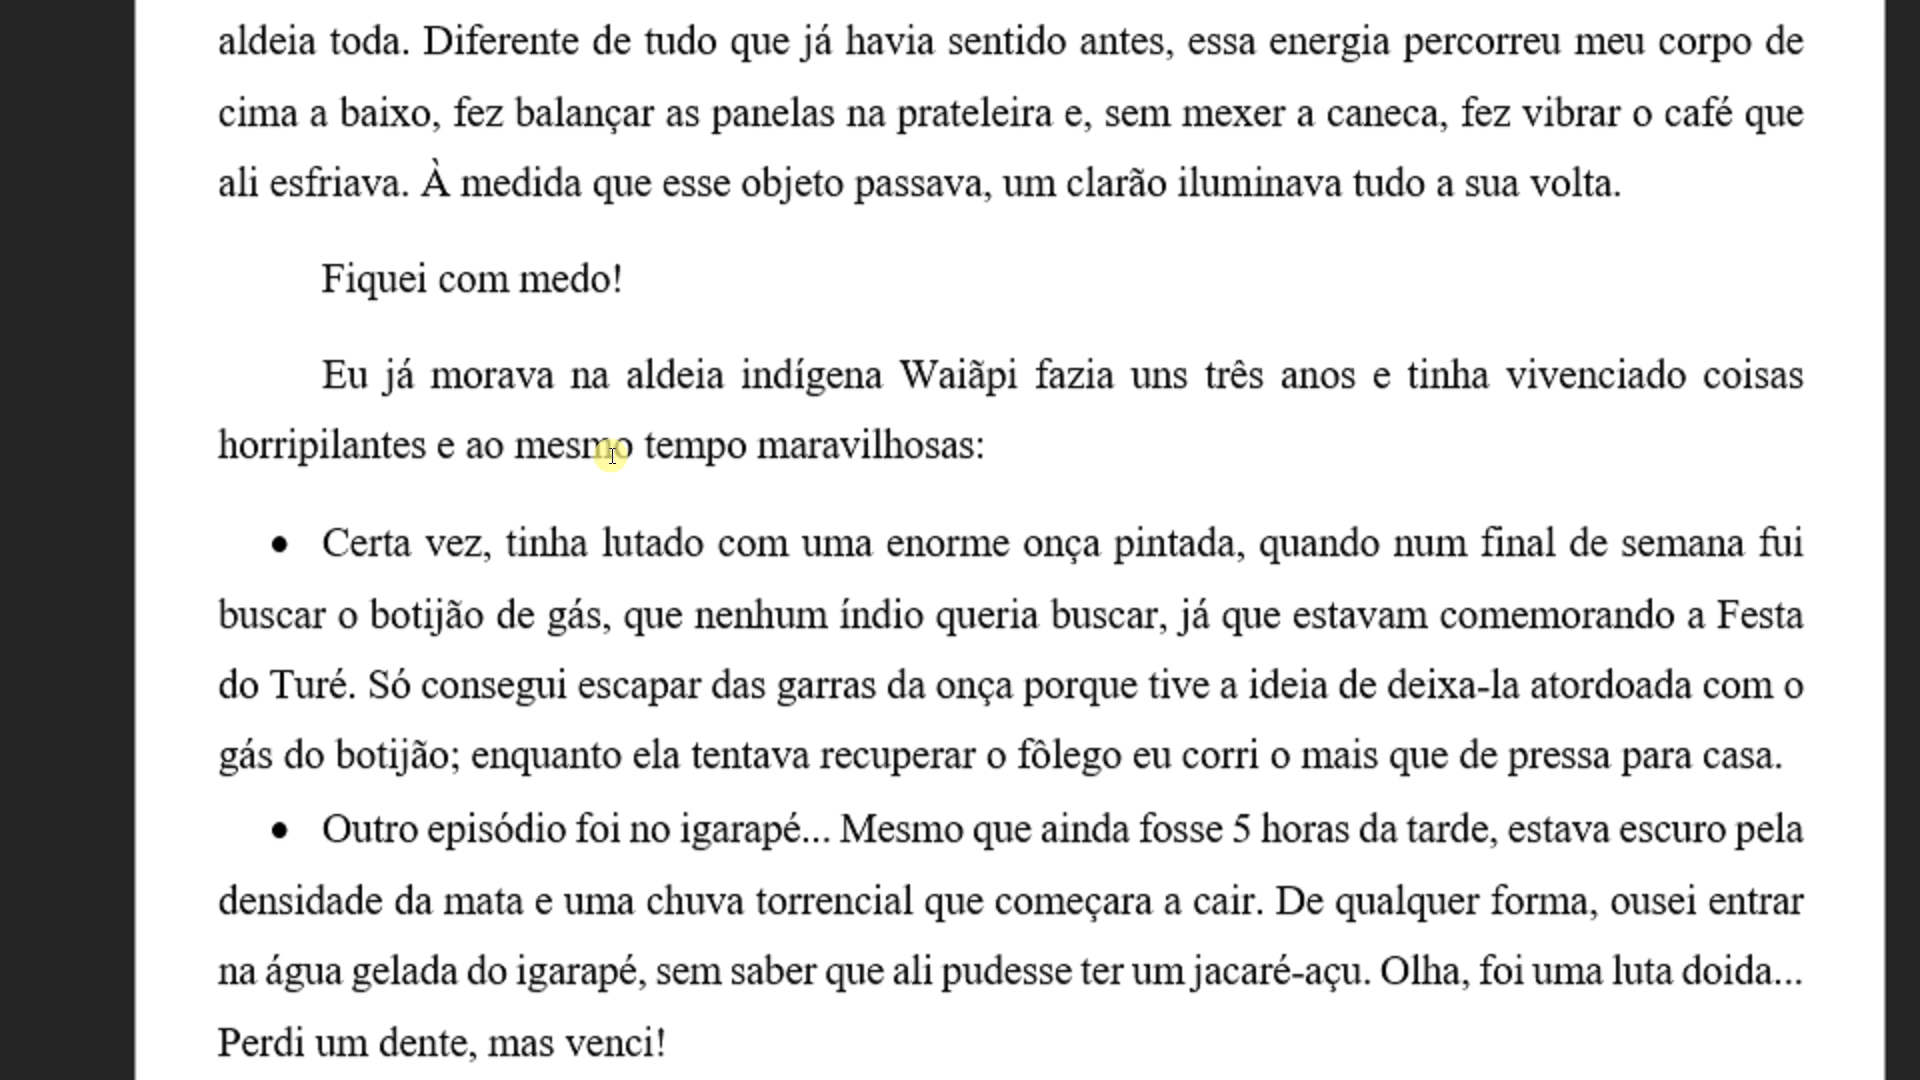 aldeia toda. Diferente de tudo que já havia sentido antes, essa energia percorreu meu corpo de
cima a baixo, fez balançar as panelas na prateleira e, sem mexer a caneca, fez vibrar o café que
ali esfriava. À medida que esse objeto passava, um clarão iluminava tudo a sua volta.
Fiquei com medo!
Eu já morava na aldeia indígena Waiãpi fazia uns três anos e tinha vivenciado coisas
horripilantes e ao mesmo tempo maravilhosas:
• Certa vez, tinha lutado com uma enorme onça pintada, quando num final de semana fui
buscar o botijão de gás, que nenhum índio queria buscar, já que estavam comemorando a Festa
do Turé. Só consegui escapar das garras da onça porque tive a ideia de deixa-la atordoada com o
gás do botijão; enquanto ela tentava recuperar o fôlego eu corri o mais que de pressa para casa.
• Outro episódio foi no igarapé... Mesmo que ainda fosse 5 horas da tarde, estava escuro pela
densidade da mata e uma chuva torrencial que começara a cair. De qualquer forma, ousei entrar
na água gelada do igarapé, sem saber que ali pudesse ter um jacaré-açu. Olha, foi uma luta doida...
Perdi um dente, mas venci!